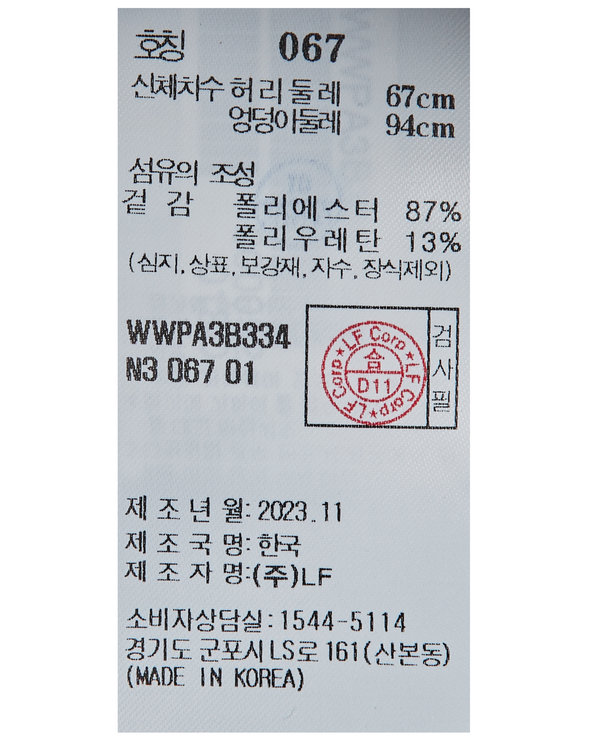 호칭 067
신체치수 허리둘레 67cm
엉덩이둘레 94cm
섬유의 조성
겉감 폴리에스터 87%
폴리우레탄 13%
(심지,상표,보강재,자수,장식제외)
WWPA3B334
N3 067 01
LF Corp★LF Corp★LF Corp★
合
D11
검사필
제조년월:2023.11
제조국명:한국
제조자명:(주)LF
소비자상담실:1544-5114
경기도 군포시 LS로 161(산본동)
(MADE IN KOREA)